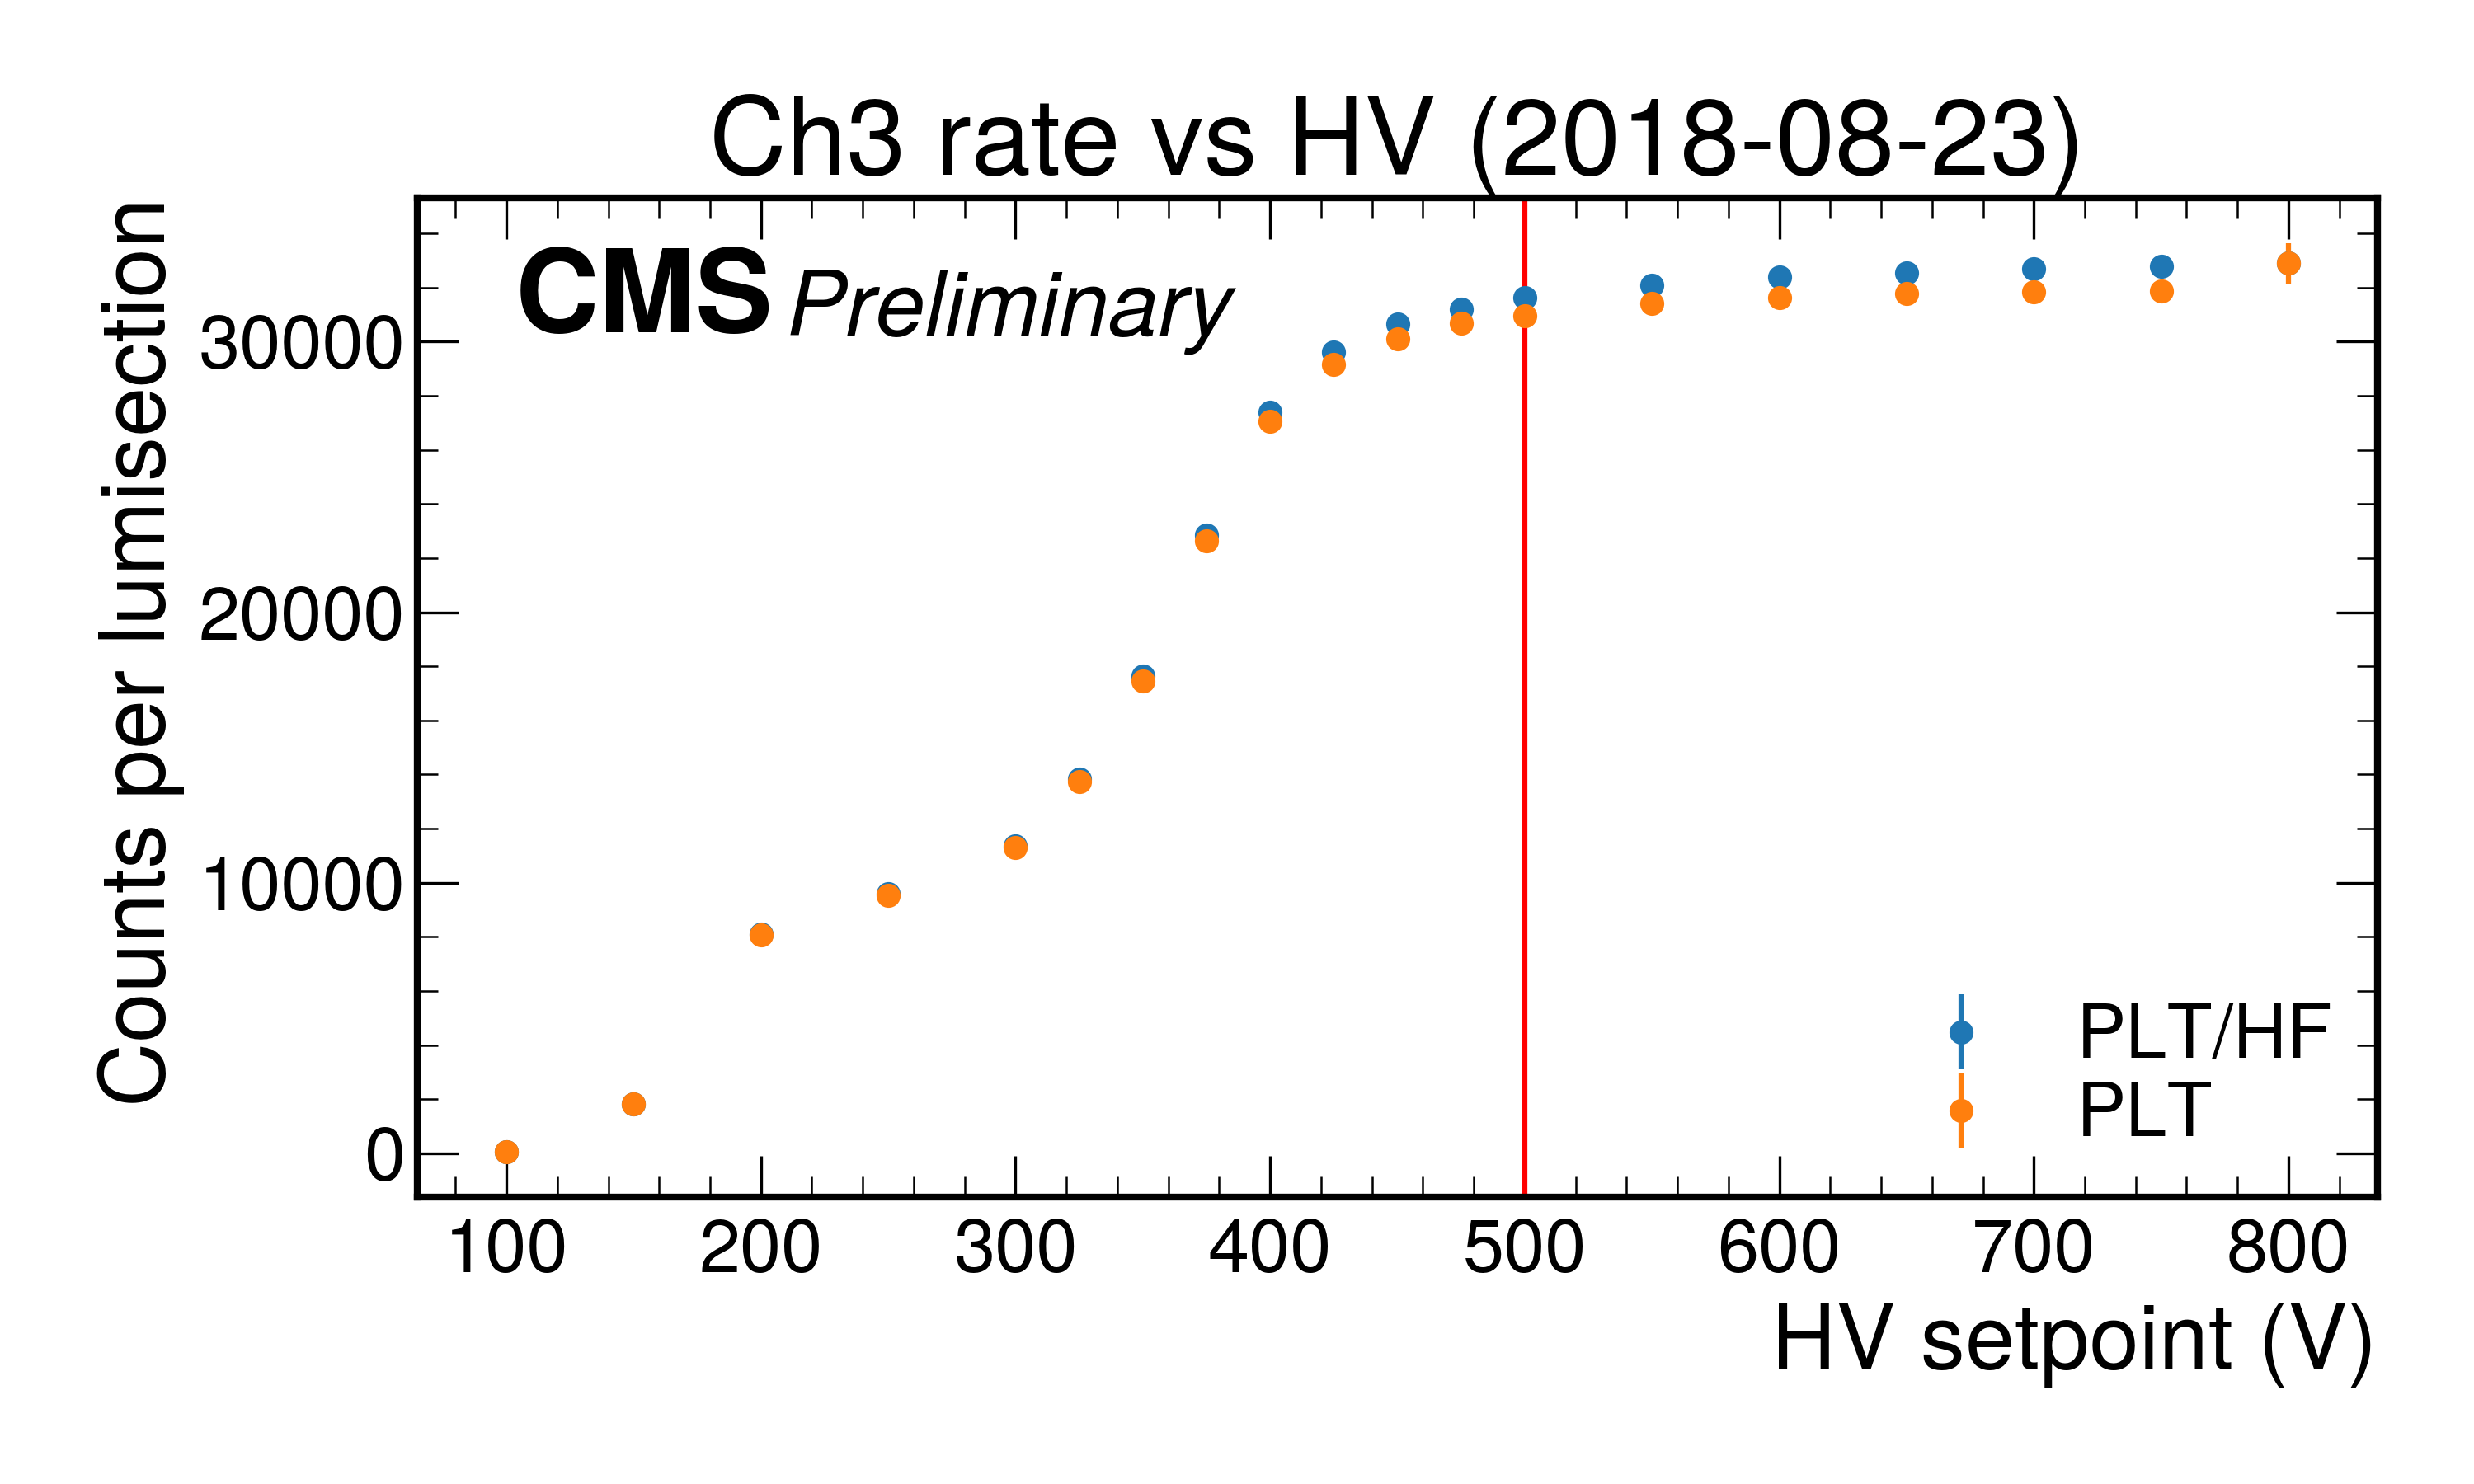 Ch3 rate vs HV (2018-08-23)
CMS Preliminary
Counts per lumisection
30000
20000
10000
0
PLT/HF
PLT
100 200 300 400 500 600 700 800
HV setpoint (V)